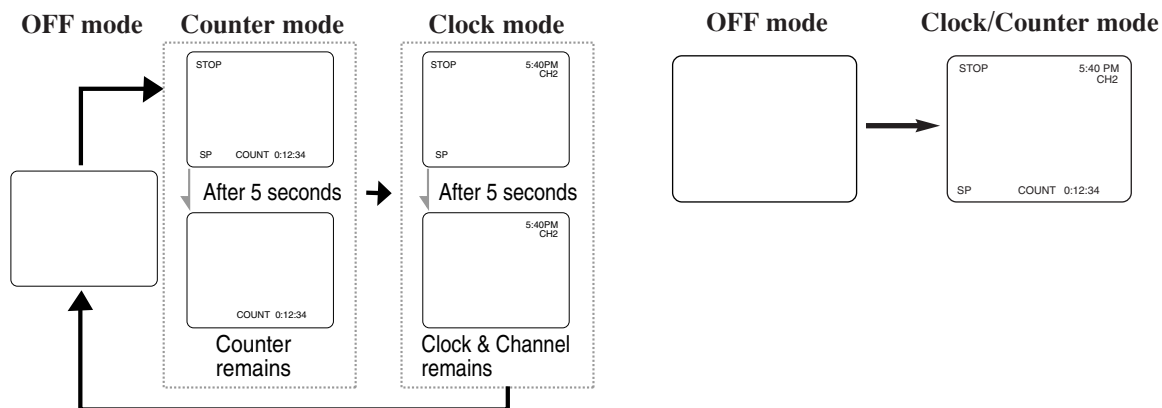 OFF mode
Counter mode
Clock mode
STOP
SP COUNT 0:12:34
After 5 seconds
COUNT 0:12:34
Counter
remains
STOP 5:40PM
CH2
SP
After 5 seconds
5:40PM
CH2
Clock & Channel
remains
OFF mode
Clock/Counter mode
STOP 5:40 PM
CH2
SP COUNT 0:12:34